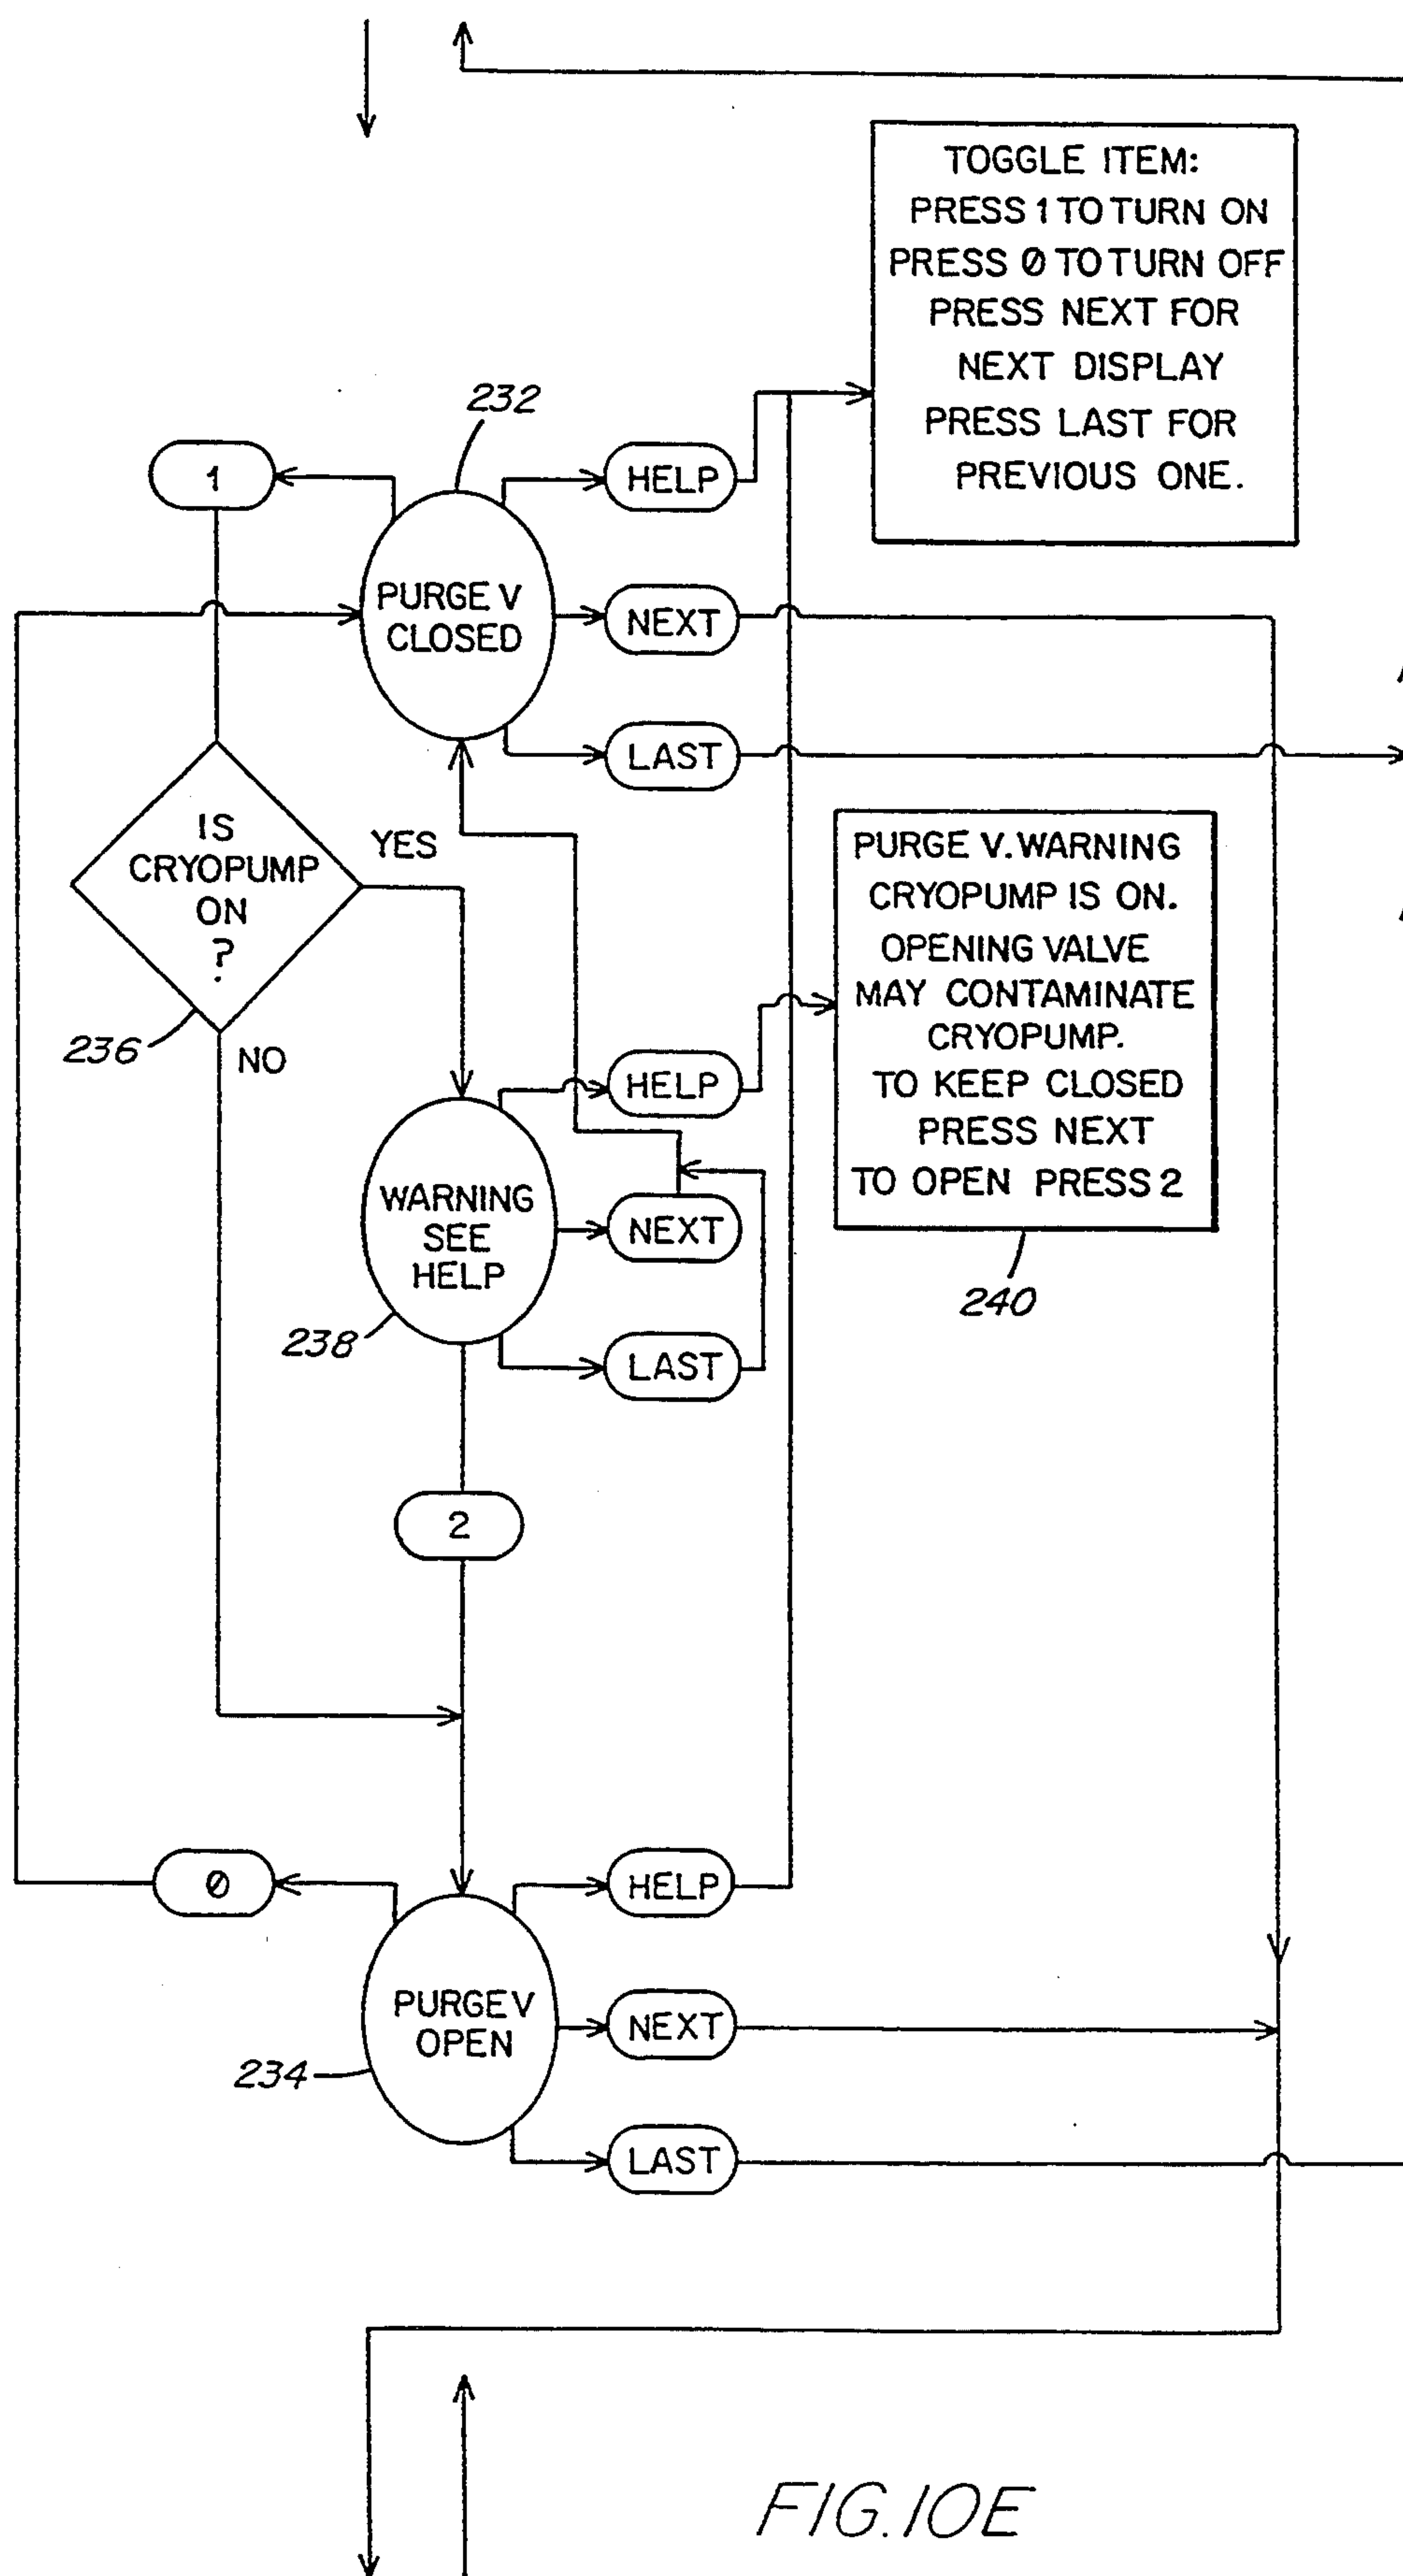 TOGGLE ITEM:
PRESS 1 TO TURN ON
PRESS 0 TO TURN OFF
PRESS NEXT FOR
NEXT DISPLAY
PRESS LAST FOR
PREVIOUS ONE.
232
1
HELP
PURGE V
CLOSED
NEXT
LAST
IS
CRYOPUMP
ON
?
YES
236
NO
PURGE V. WARNING
CRYOPUMP IS ON.
OPENING VALVE
MAY CONTAMINATE
CRYOPUMP.
TO KEEP CLOSED
PRESS NEXT
TO OPEN PRESS 2
240
HELP
WARNING
SEE
HELP
NEXT
238
LAST
2
0
HELP
PURGE V
OPEN
NEXT
234
LAST
FIG. 10E